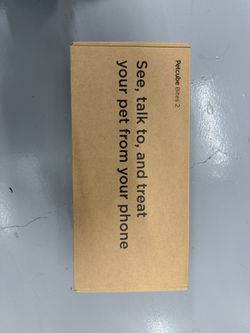 Petcube Bites 2
See, talk to, and treat
your pet from your phone